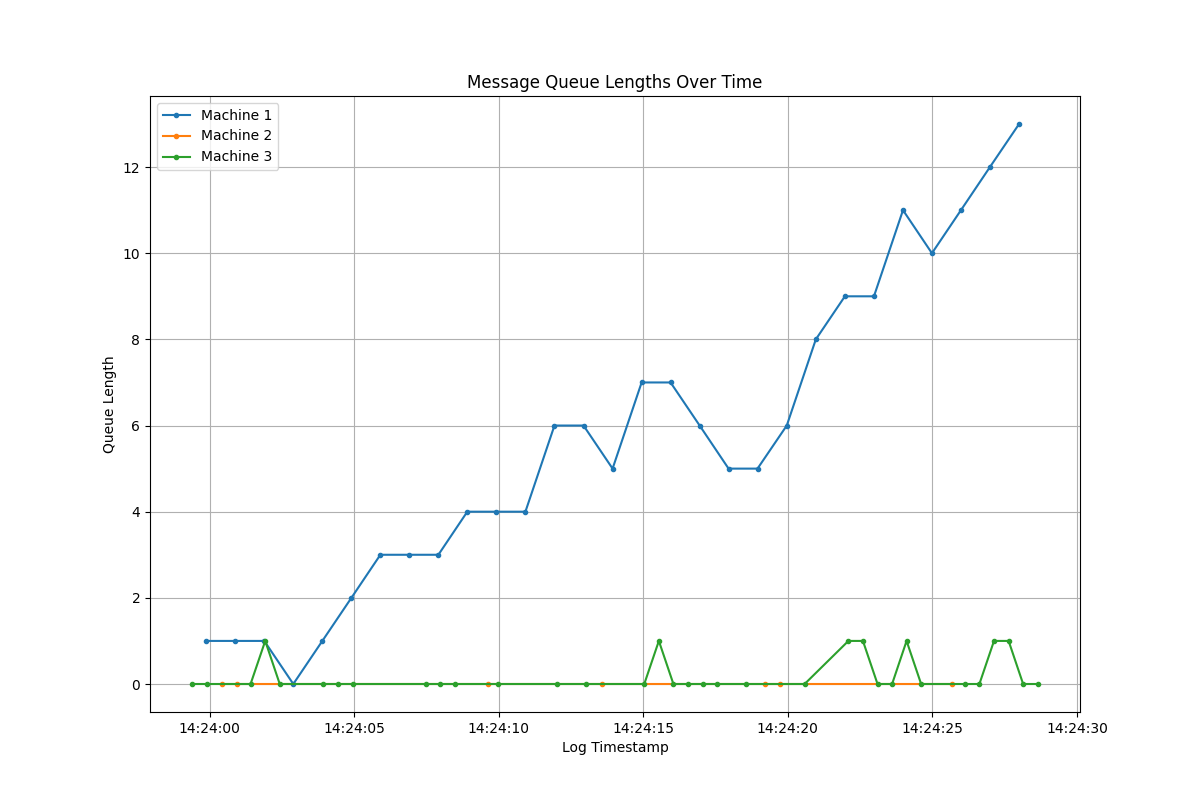 Message Queue Lengths Over Time
Machine 1
Machine 2
Machine 3
Queue Length
12
10
8
6
4
2
0
14:24:00 14:24:05 14:24:10 14:24:15 14:24:20 14:24:25 14:24:30
Log Timestamp